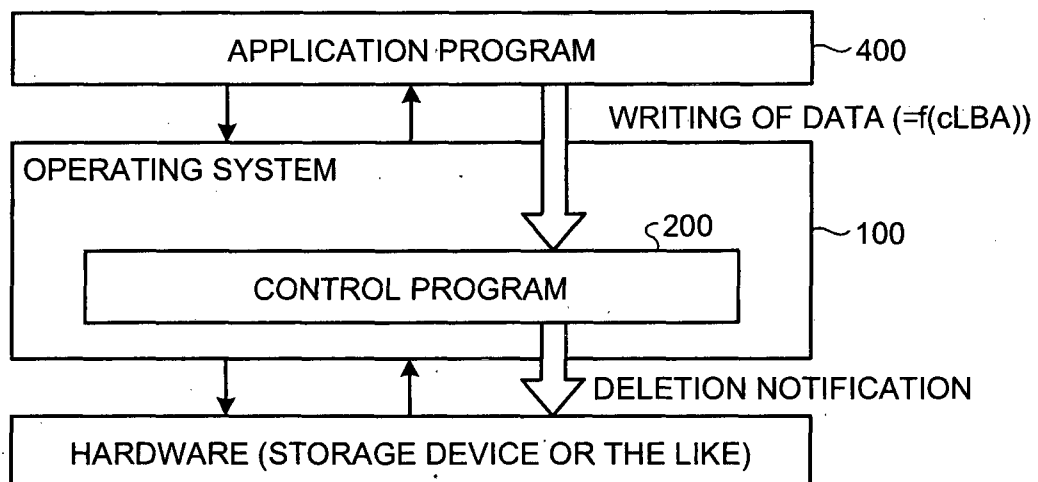 APPLICATION PROGRAM
400
WRITING OF DATA (=f(cLBA))
OPERATING SYSTEM
200
100
CONTROL PROGRAM
DELETION NOTIFICATION
HARDWARE (STORAGE DEVICE OR THE LIKE)